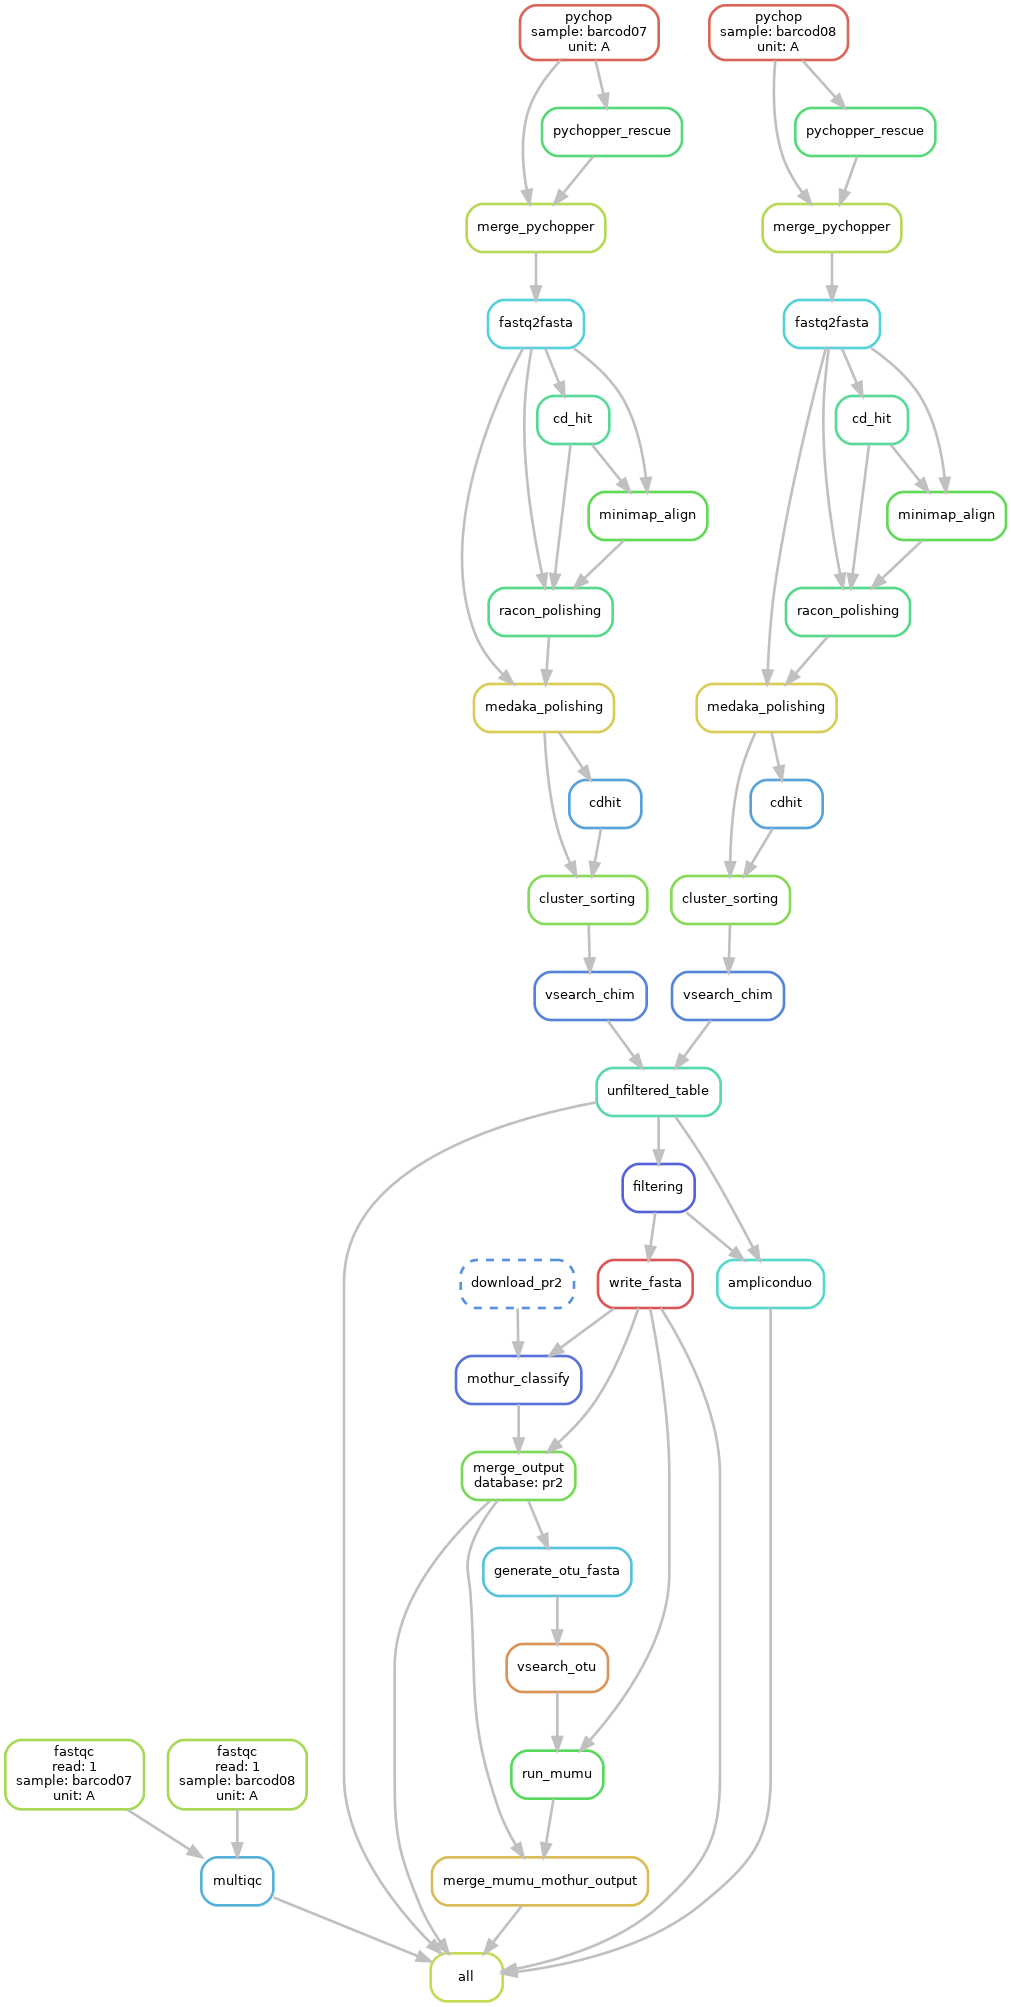 pychop
sample: barcod07
unit: A
pychop
sample: barcod08
unit: A
pychopper_rescue
pychopper_rescue
merge_pychopper
merge_pychopper
fastq2fasta
fastq2fasta
cd_hit
cd_hit
minimap_align
minimap_align
racon_polishing
racon_polishing
medaka_polishing
medaka_polishing
cdhit
cdhit
cluster_sorting
cluster_sorting
vsearch_chim
vsearch_chim
unfiltered_table
filtering
download_pr2
write_fasta
ampliconduo
mothur_classify
merge_output
database: pr2
generate_otu_fasta
vsearch_otu
fastqc
read: 1
sample: barcod07
unit: A
fastqc
read: 1
sample: barcod08
unit: A
run_mumu
multiqc
merge_mumu_mothur_output
all